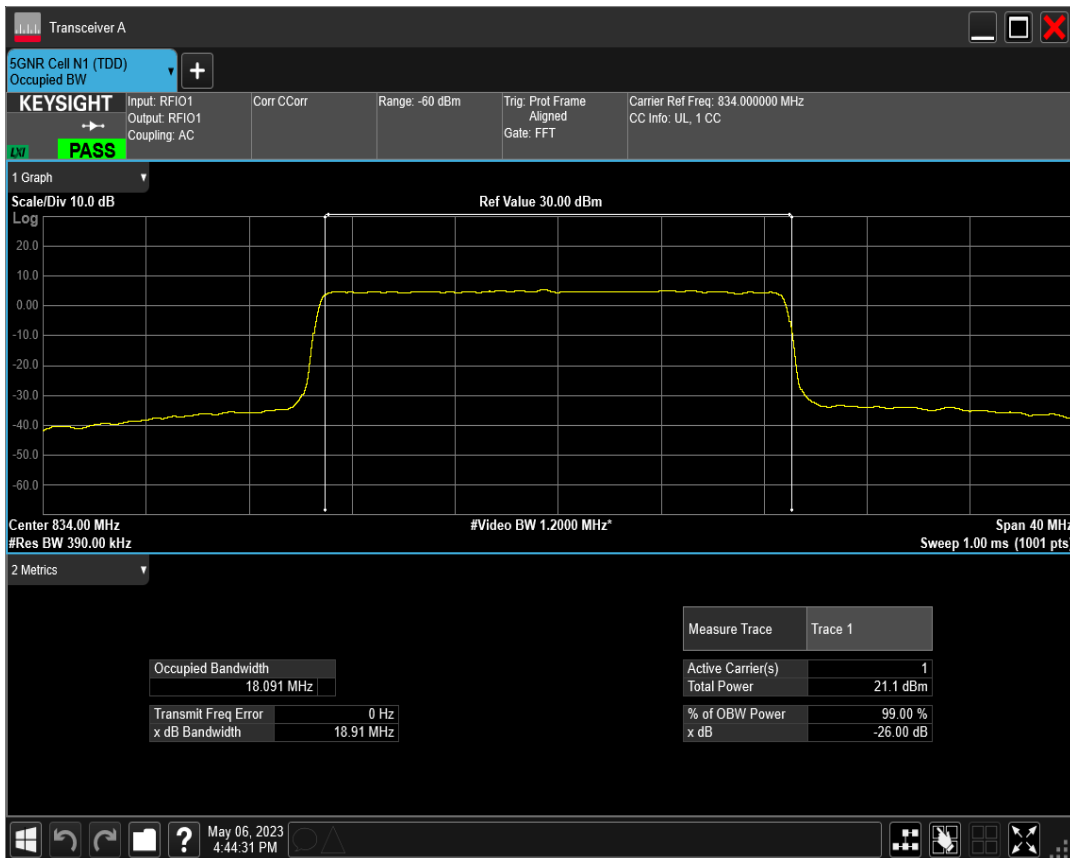 Transceiver A
5GNR Cell N1 (TDD)
Occupied BW
+
KEYSIGHT
LXI
PASS
Input: RFIO1
Output: RFIO1
Coupling: AC
Corr CCorr
Range: -60 dBm
Trig: Prot Frame
Aligned
Gate: FFT
Carrier Ref Freq: 834.000000 MHz
CC Info: UL, 1 CC
1 Graph
Scale/Div 10.0 dB
Ref Value 30.00 dBm
Log
20.0
10.0
0.00
-10.0
-20.0
-30.0
-40.0
-50.0
-60.0
Center 834.00 MHz
#Video BW 1.2000 MHz*
Span 40 MHz
#Res BW 390.00 kHz
Sweep 1.00 ms (1001 pts)
2 Metrics
Measure Trace Trace 1
Occupied Bandwidth
18.091 MHz
Transmit Freq Error 0 Hz
x dB Bandwidth 18.91 MHz
Active Carrier(s) 1
Total Power 21.1 dBm
% of OBW Power 99.00 %
x dB -26.00 dB
?
May 06, 2023
4:44:31 PM